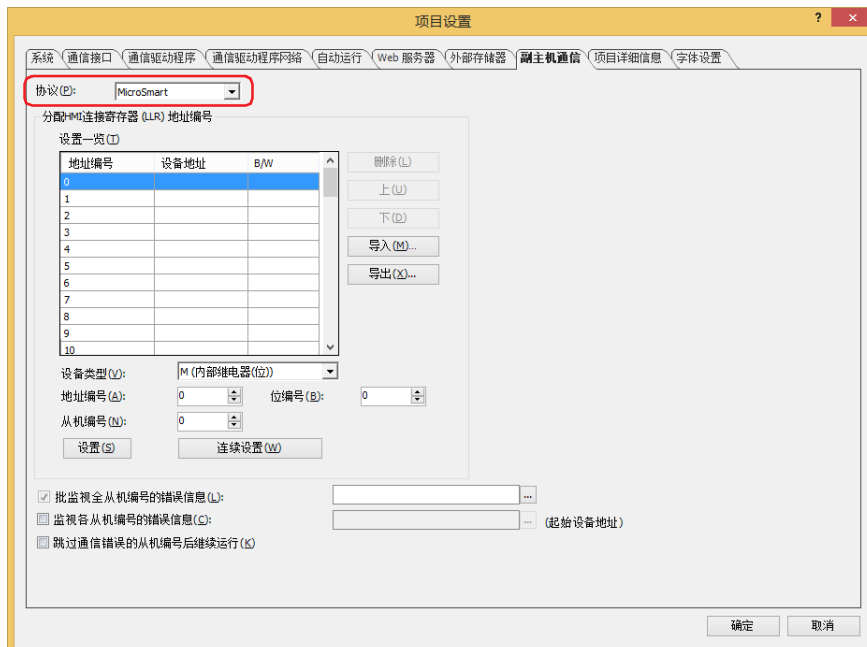 项目设置
? ×
系统 通信接口 通信驱动程序 通信驱动程序网络 自动运行 Web 服务器 外部存储器 副主机通信 项目详细信息 字体设置
协议(P): MicroSmart
分配HMI连接寄存器 (LLR) 地址编号
设置一览(T)
地址编号 设备地址 B/W
0
1
2
3
4
5
6
7
8
9
10
删除(L)
上(U)
下(D)
导入(M)...
导出(X)...
设备类型(V): M (内部继电器(位))
地址编号(A): 0 位编号(B): 0
从机编号(N): 0
设置(S) 连续设置(W)
批监视全从机编号的错误信息(L): ...
监视各从机编号的错误信息(C): ... (起始设备地址)
跳过通信错误的从机编号后继续运行(K)
确定 取消